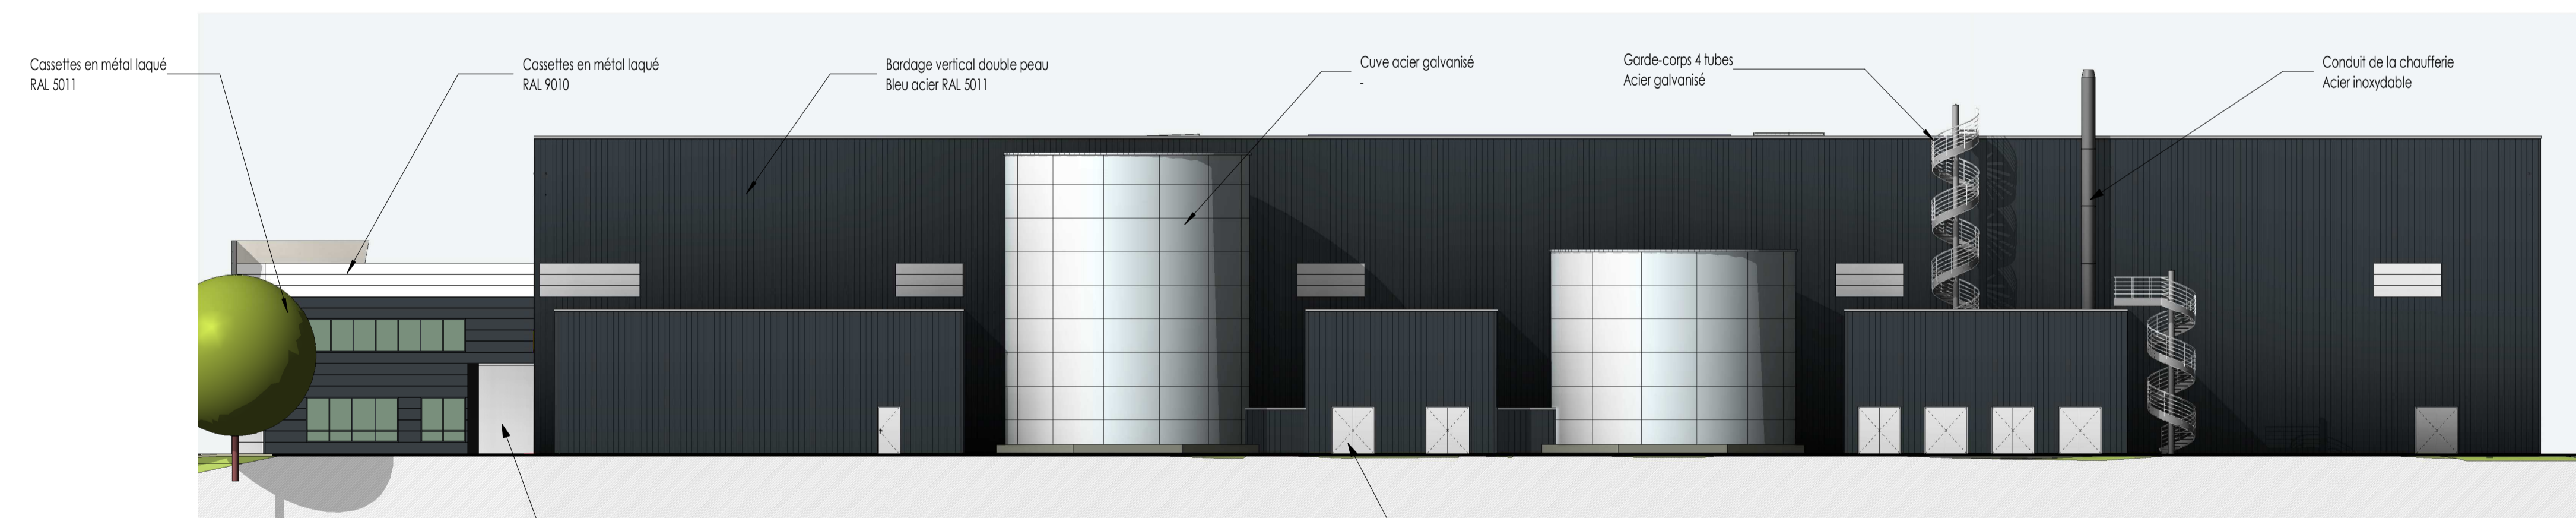 Cassettes en métal laqué
RAL 5011
Cassettes en métal laqué
RAL 9010
Bardage vertical double peau
Bleu acier RAL 5011
Cuve acier galvanisé
-
Garde-corps 4 tubes
Acier galvanisé
Conduit de la chaufferie
Acier inoxydable